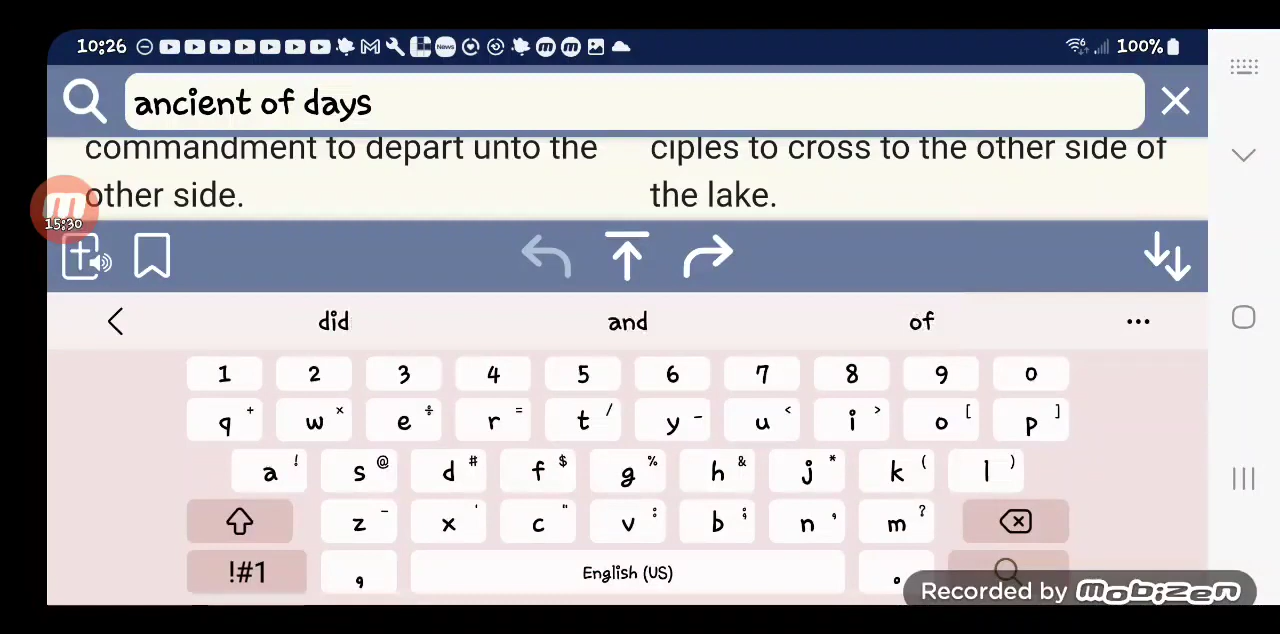 10:26 News 6 100%
ancient of days
commandment to depart unto the
other side.
ciples to cross to the other side of
the lake.
15:30
did and of ...
1 2 3 4 5 6 7 8 9 0
q + w × e ÷ r = t / y - u < i > o [ p ]
a ! s @ d # f $ g % h & j * k ( l )
z - x ' c " v : b ; n , m ?
!#1 , English (US) .
Recorded by mobizen